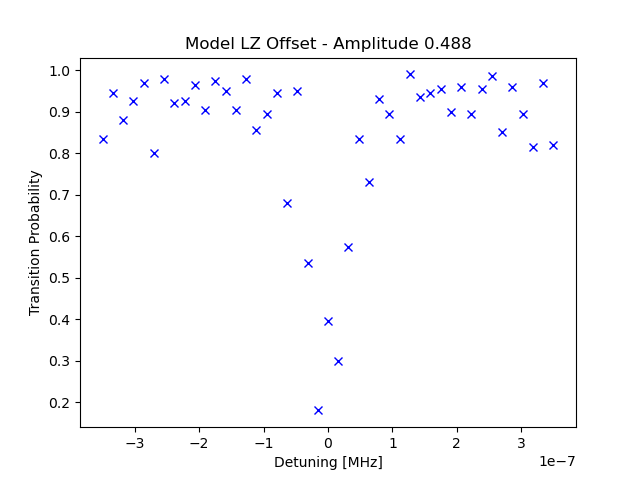 Model LZ Offset - Amplitude 0.488
Transition Probability
1.0
0.9
0.8
0.7
0.6
0.5
0.4
0.3
0.2
−3 −2 −1 0 1 2 3
1e−7
Detuning [MHz]